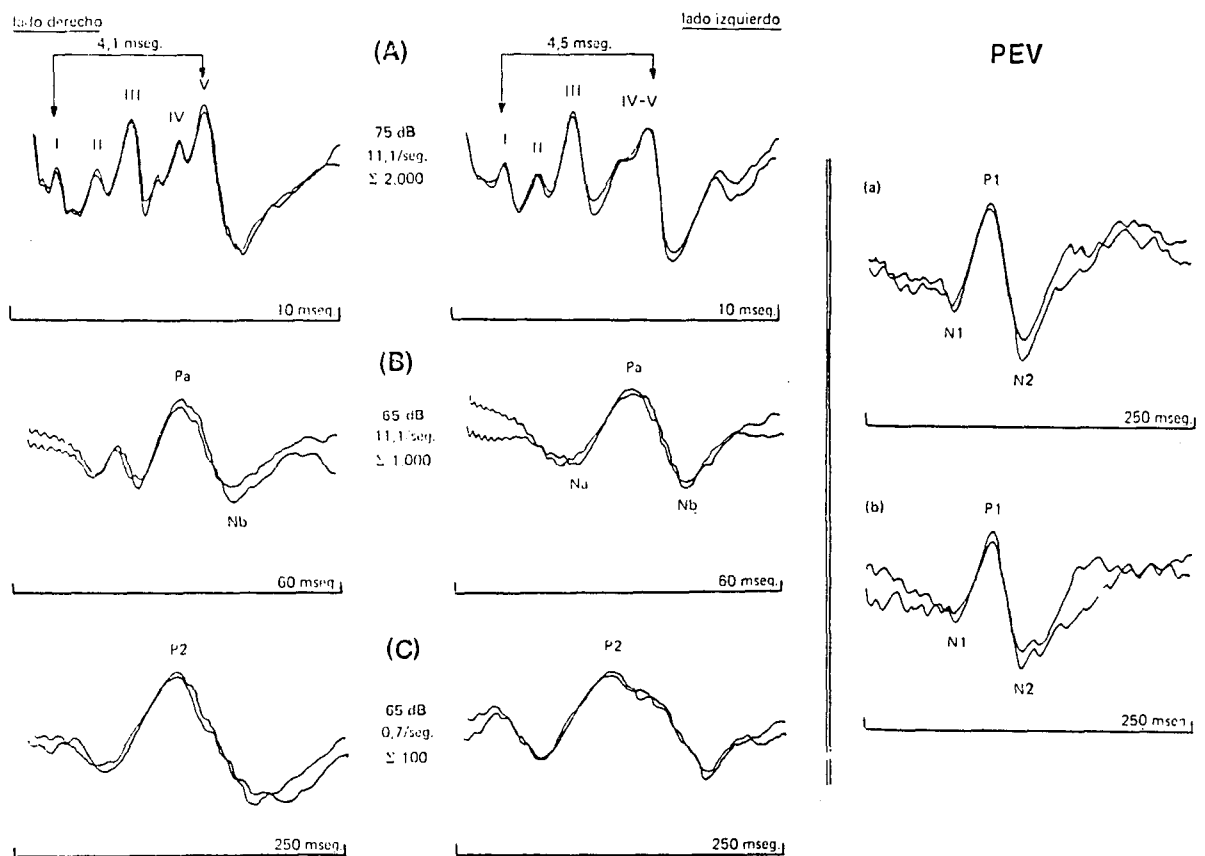 lado derecho
4,1 mseg.
I
II
III
IV
V
10 mseg.
(A)
75 dB
11,1/seg.
Σ 2.000
lado izquierdo
4,5 mseg.
I
II
III
IV-V
10 mseg.
Pa
Nb
60 mseg.
(B)
65 dB
11,1/seg.
Σ 1.000
Pa
Na
Nb
60 mseg.
P2
250 mseg.
(C)
65 dB
0,7/seg.
Σ 100
P2
250 mseg.
PEV
(a)
P1
N1
N2
250 mseg.
(b)
P1
N1
N2
250 mseg